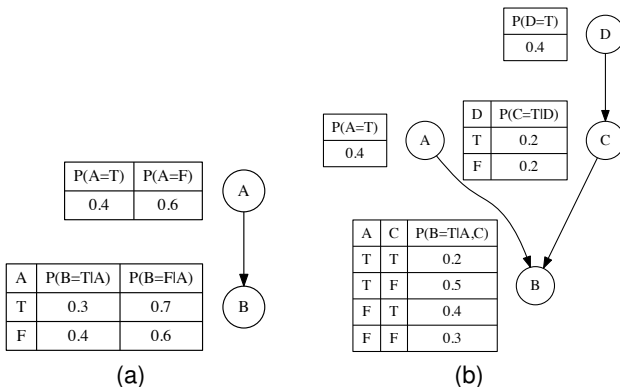 P(D=T)
0.4
D
D P(C=T|D)
T 0.2
F 0.2
C
P(A=T)
0.4
A
P(A=T) P(A=F)
0.4 0.6
A
A P(B=T|A) P(B=F|A)
T 0.3 0.7
F 0.4 0.6
B
A C P(B=T|A,C)
T T 0.2
T F 0.5
F T 0.4
F F 0.3
B
(a)
(b)